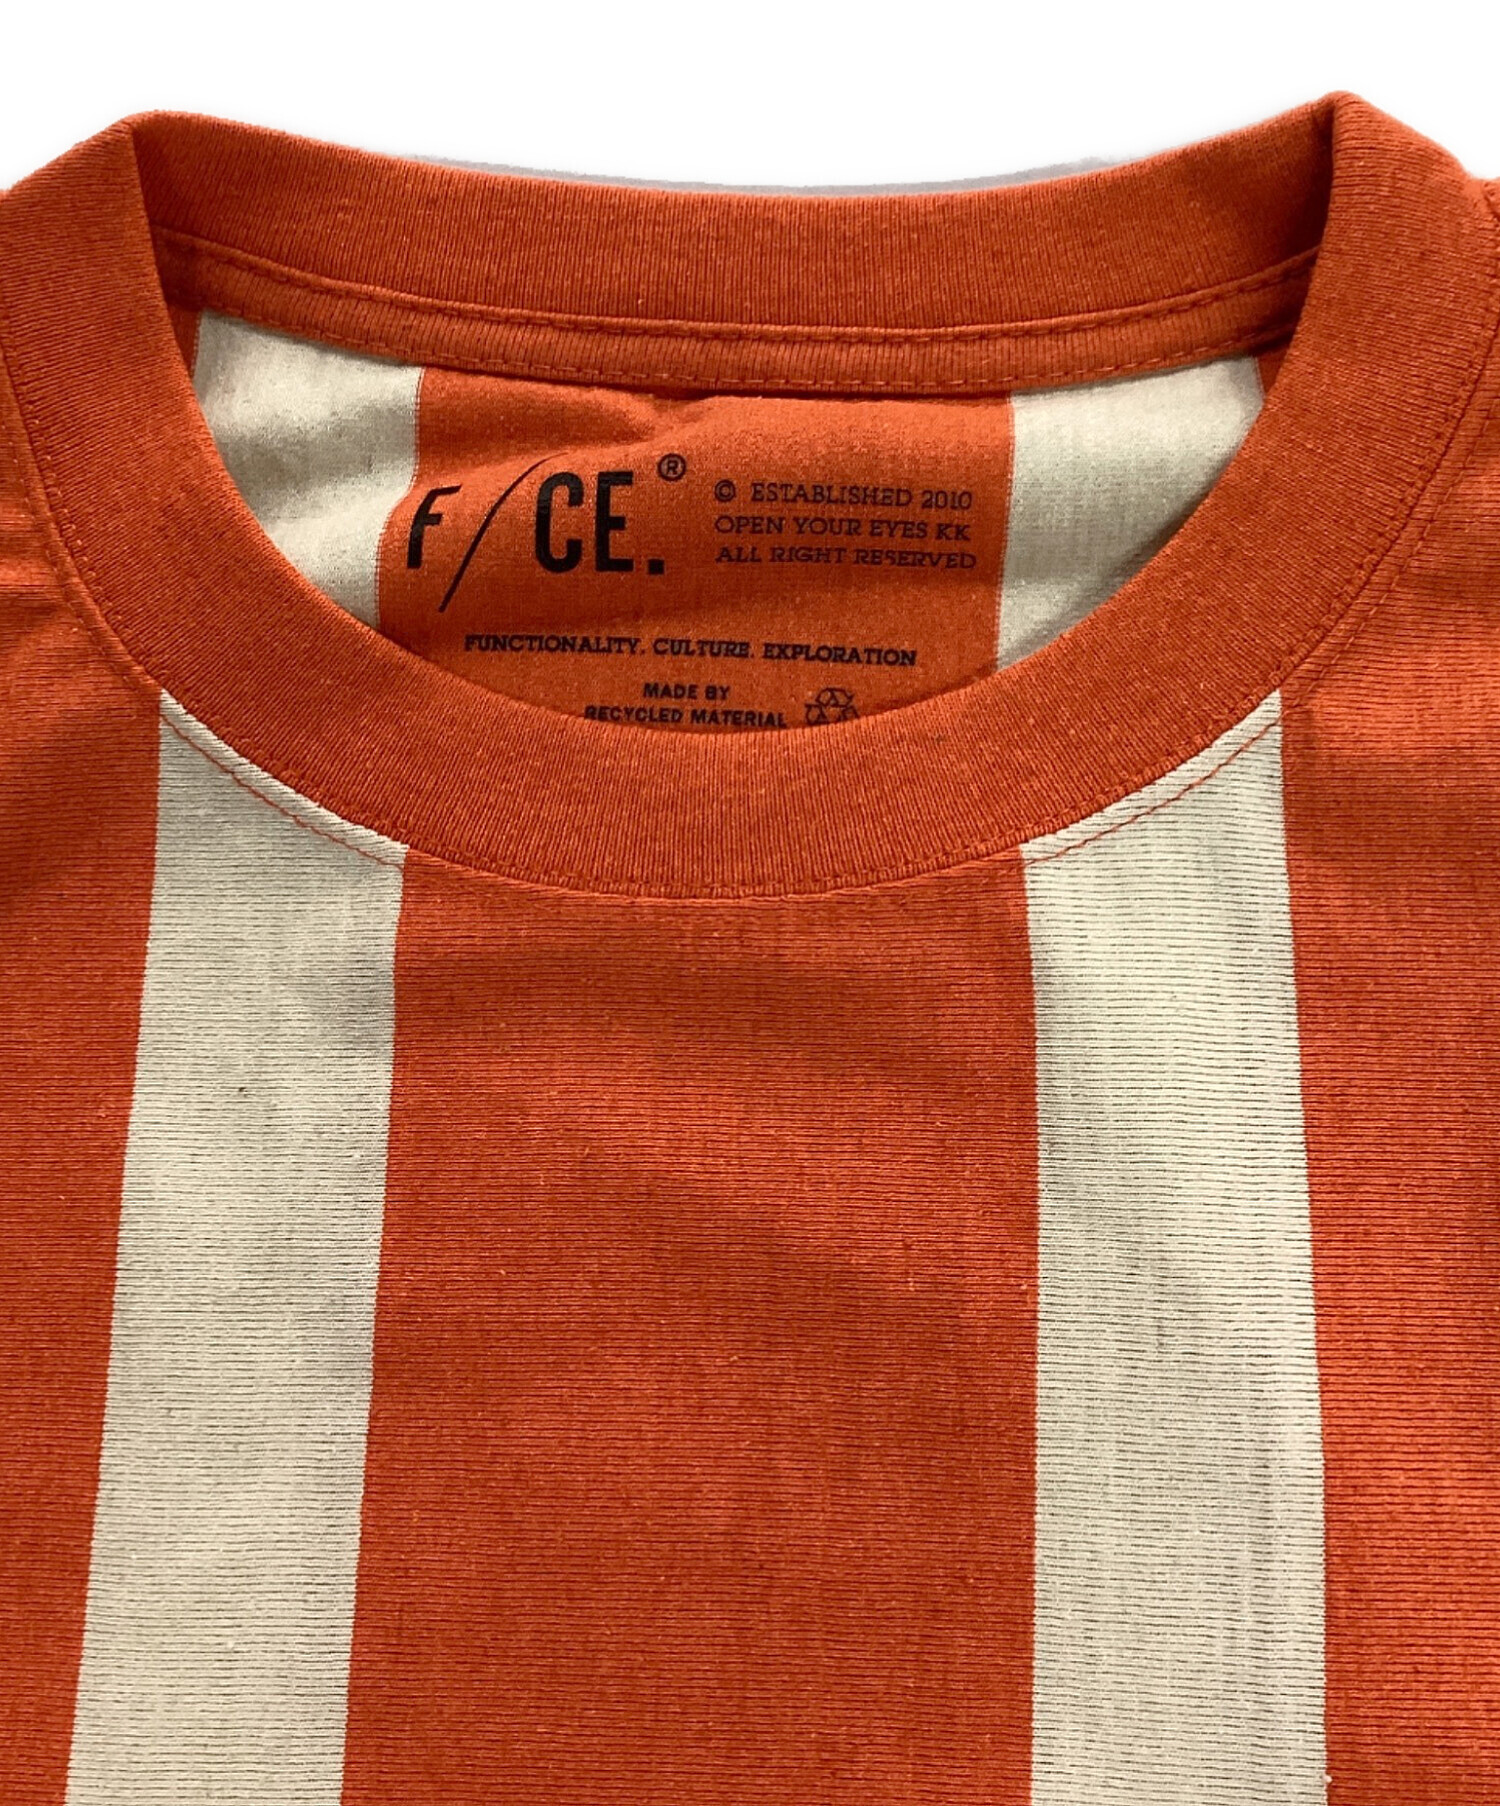 F/CE.®
© ESTABLISHED 2010
OPEN YOUR EYES KK
ALL RIGHT RESERVED
FUNCTIONALITY. CULTURE. EXPLORATION
MADE BY
RECYCLED MATERIAL